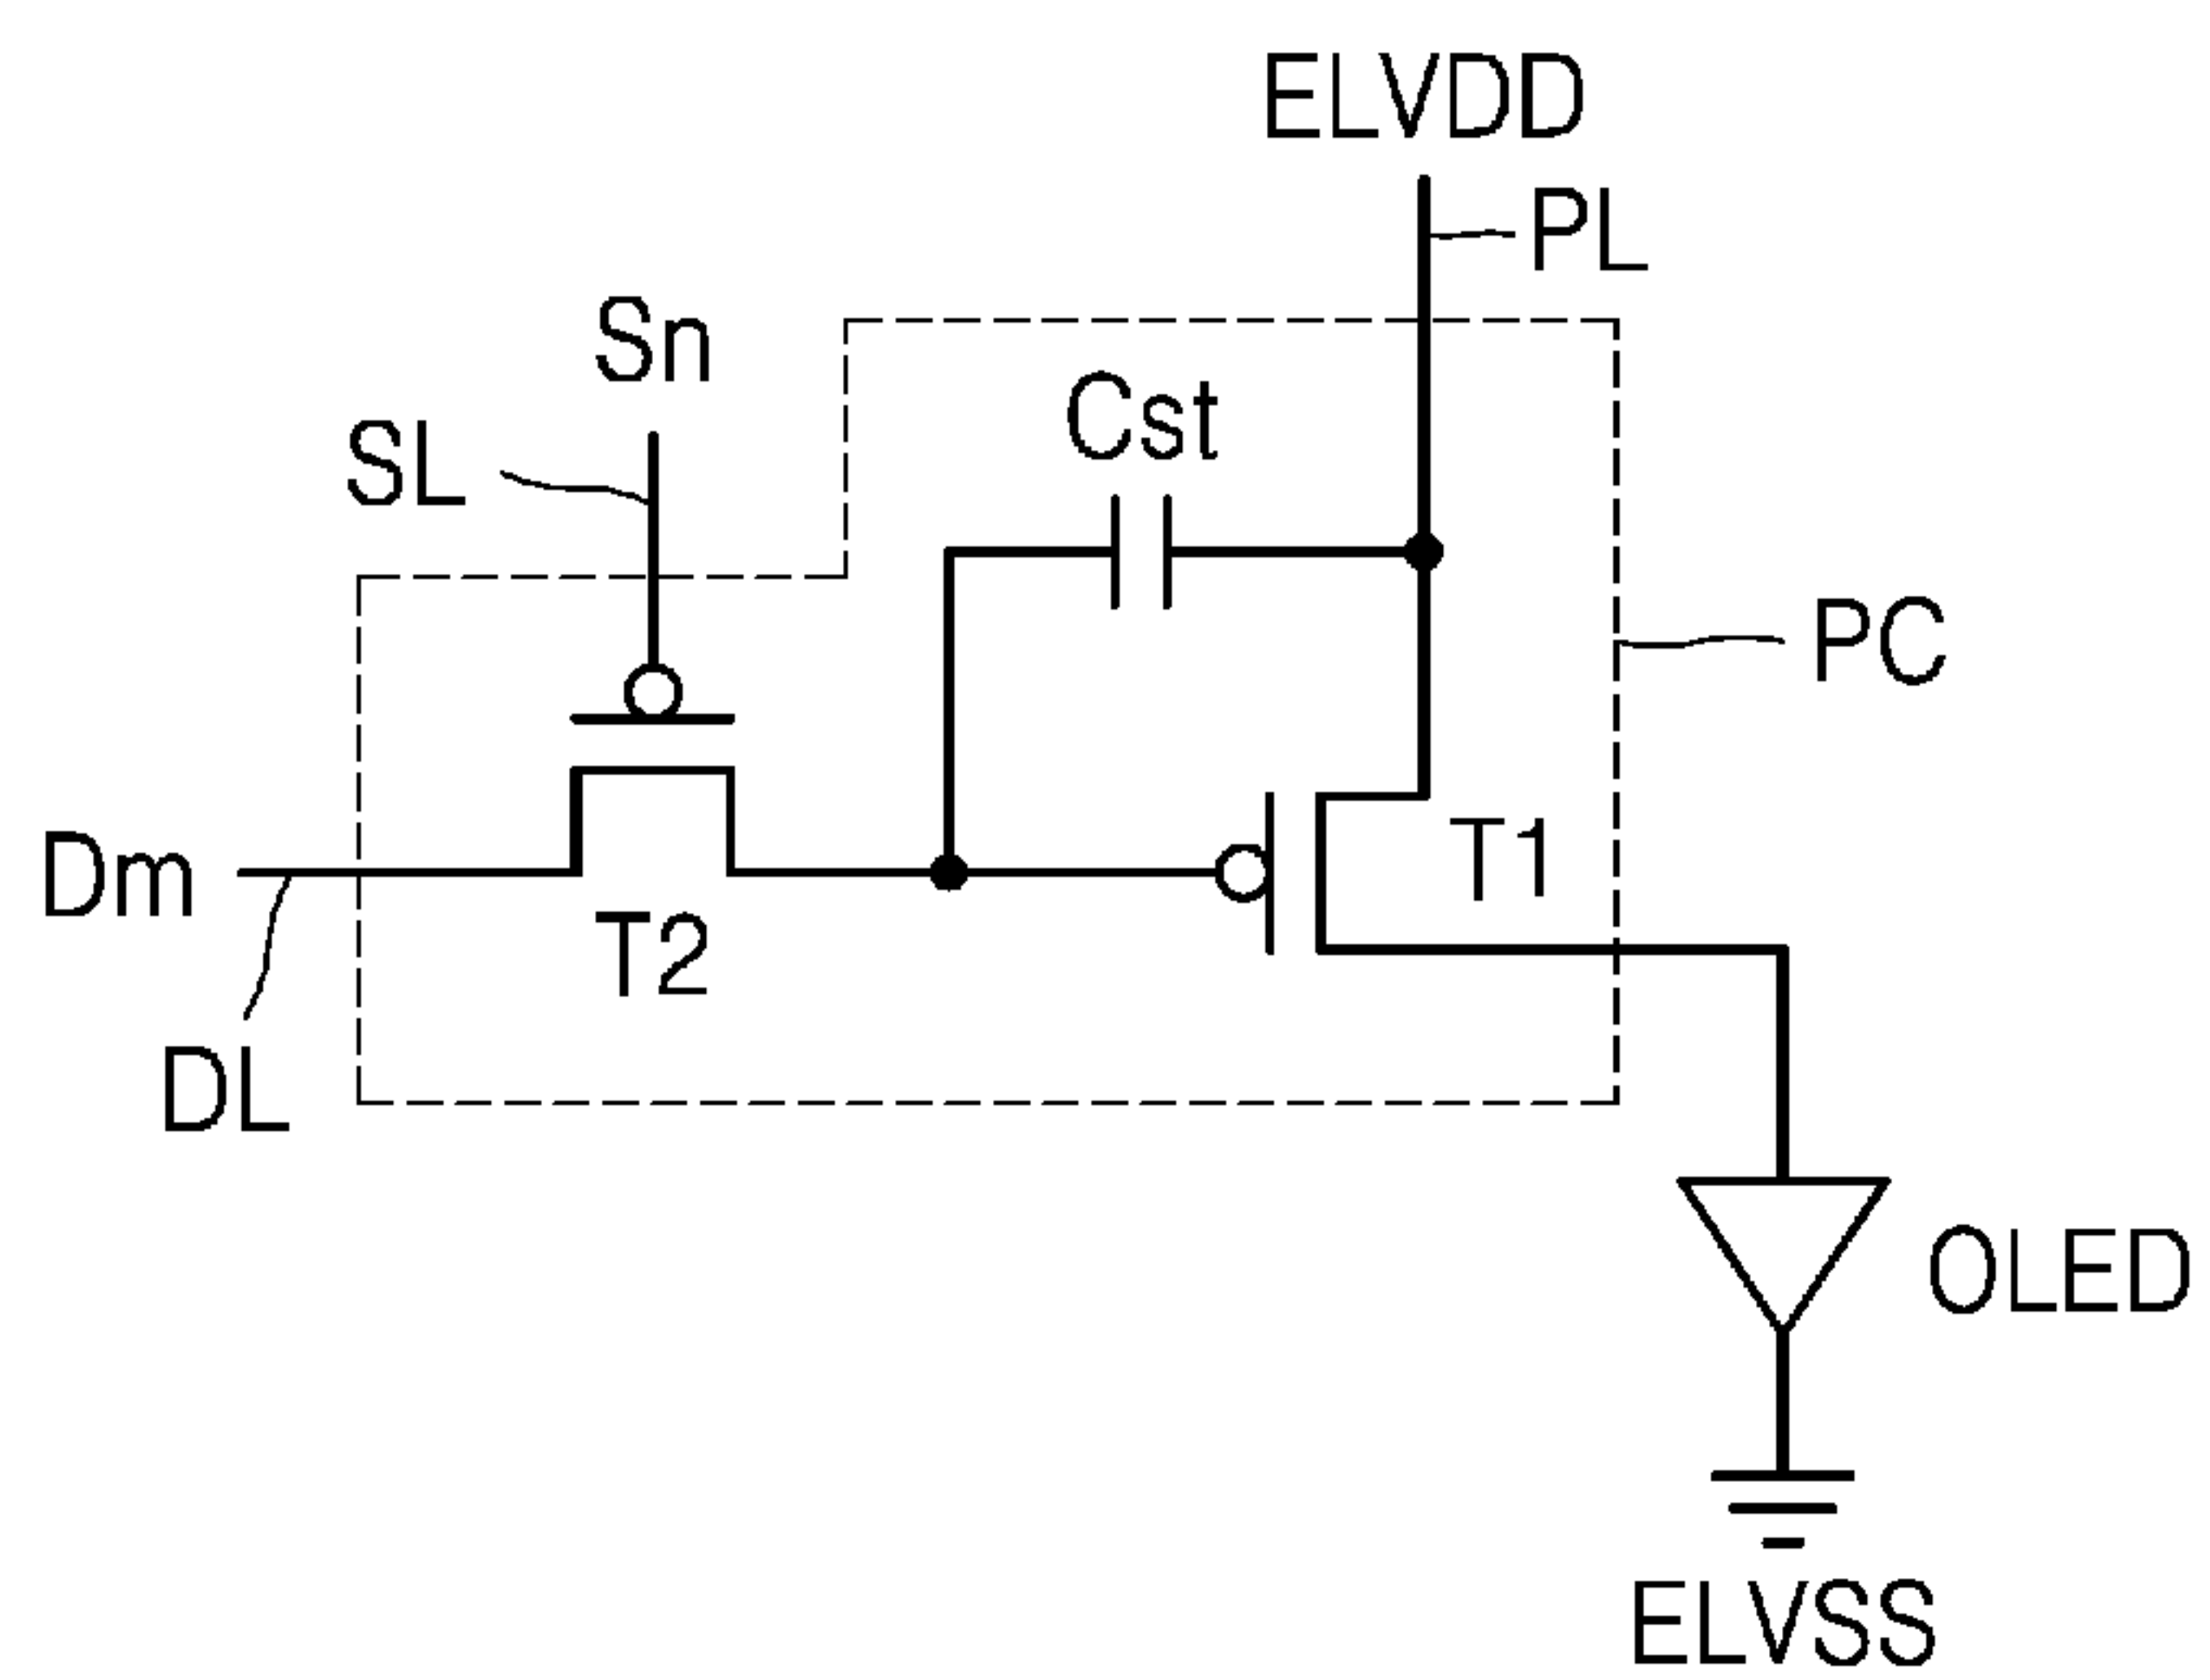 ELVDD
PL
Sn
Cst
SL
PC
Dm
T1
T2
DL
OLED
ELVSS